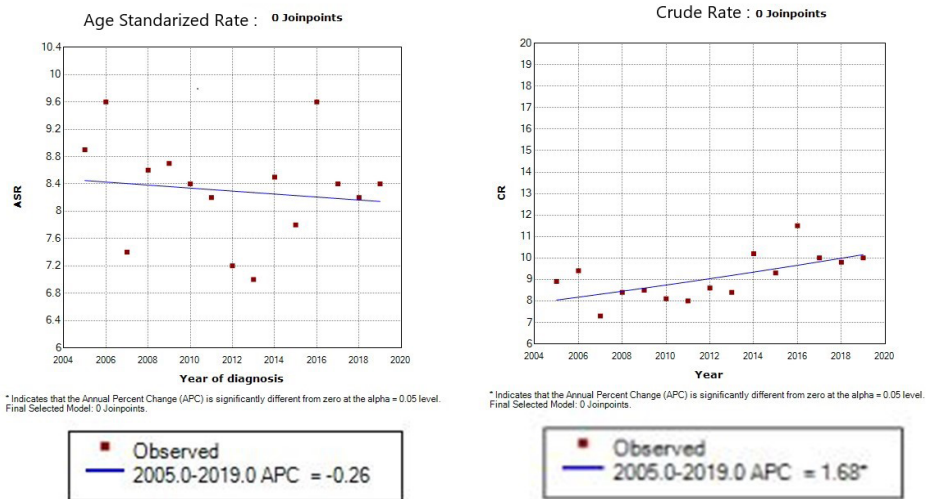 Age Standarized Rate : 0 Joinpoints
10.4
10
9.6
9.2
8.8
8.4
8
7.6
7.2
6.8
6.4
6
ASR
2004 2006 2008 2010 2012 2014 2016 2018 2020
Year of diagnosis
* Indicates that the Annual Percent Change (APC) is significantly different from zero at the alpha = 0.05 level.
Final Selected Model: 0 Joinpoints.
Observed
2005.0-2019.0 APC = -0.26
Crude Rate : 0 Joinpoints
20
19
18
17
16
15
14
13
12
11
10
9
8
7
6
CR
2004 2006 2008 2010 2012 2014 2016 2018 2020
Year
* Indicates that the Annual Percent Change (APC) is significantly different from zero at the alpha = 0.05 level.
Final Selected Model: 0 Joinpoints.
Observed
2005.0-2019.0 APC = 1.68*